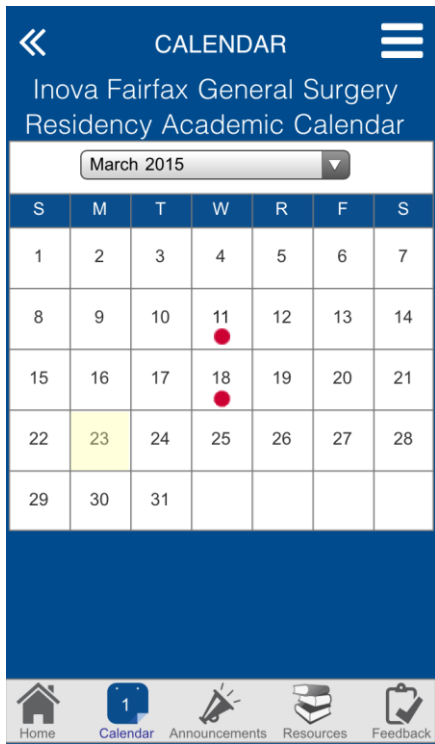 CALENDAR
Inova Fairfax General Surgery
Residency Academic Calendar
March 2015
S M T W R F S
1 2 3 4 5 6 7
8 9 10 11 12 13 14
15 16 17 18 19 20 21
22 23 24 25 26 27 28
29 30 31
1
Home Calendar Announcements Resources Feedback